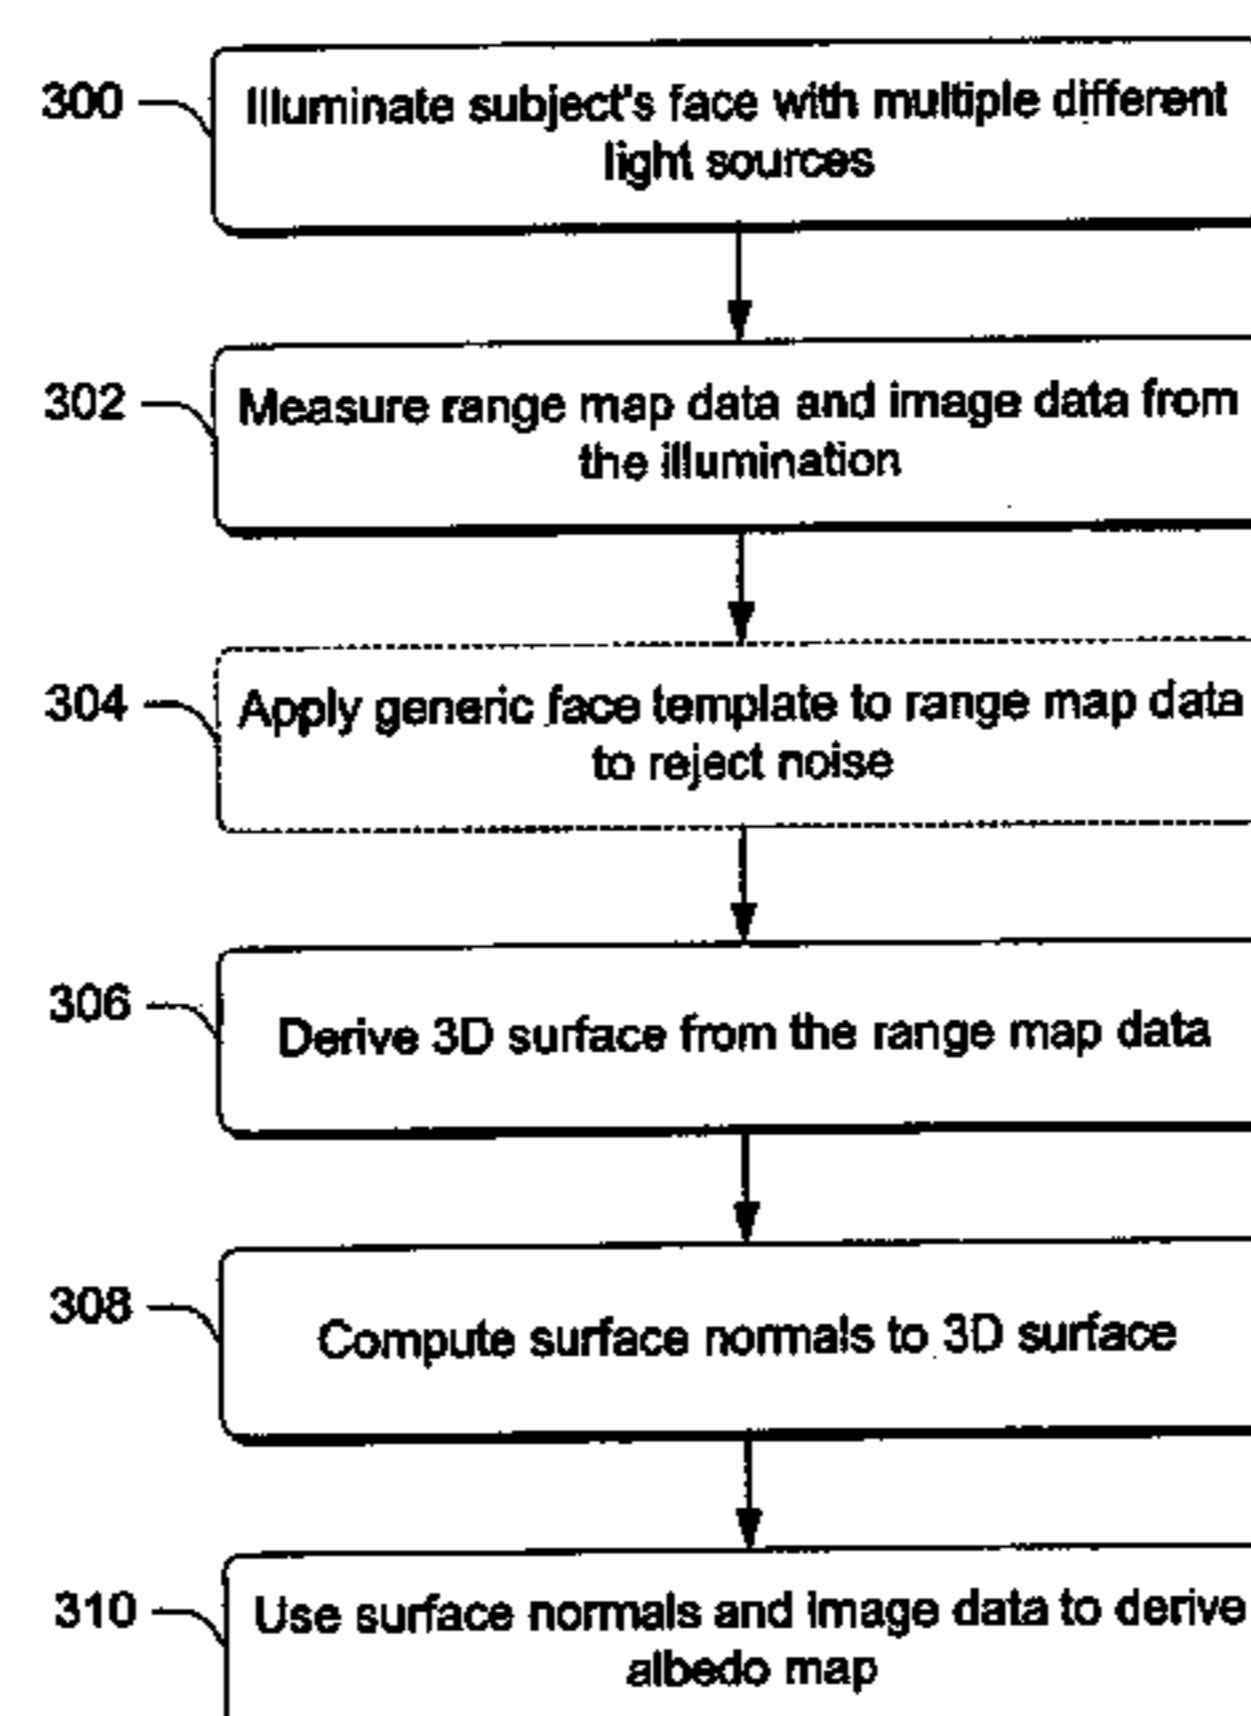 300
Illuminate subject's face with multiple different
light sources
302
Measure range map data and image data from
the illumination
304
Apply generic face template to range map data
to reject noise
306
Derive 3D surface from the range map data
308
Compute surface normals to 3D surface
310
Use surface normals and image data to derive
albedo map